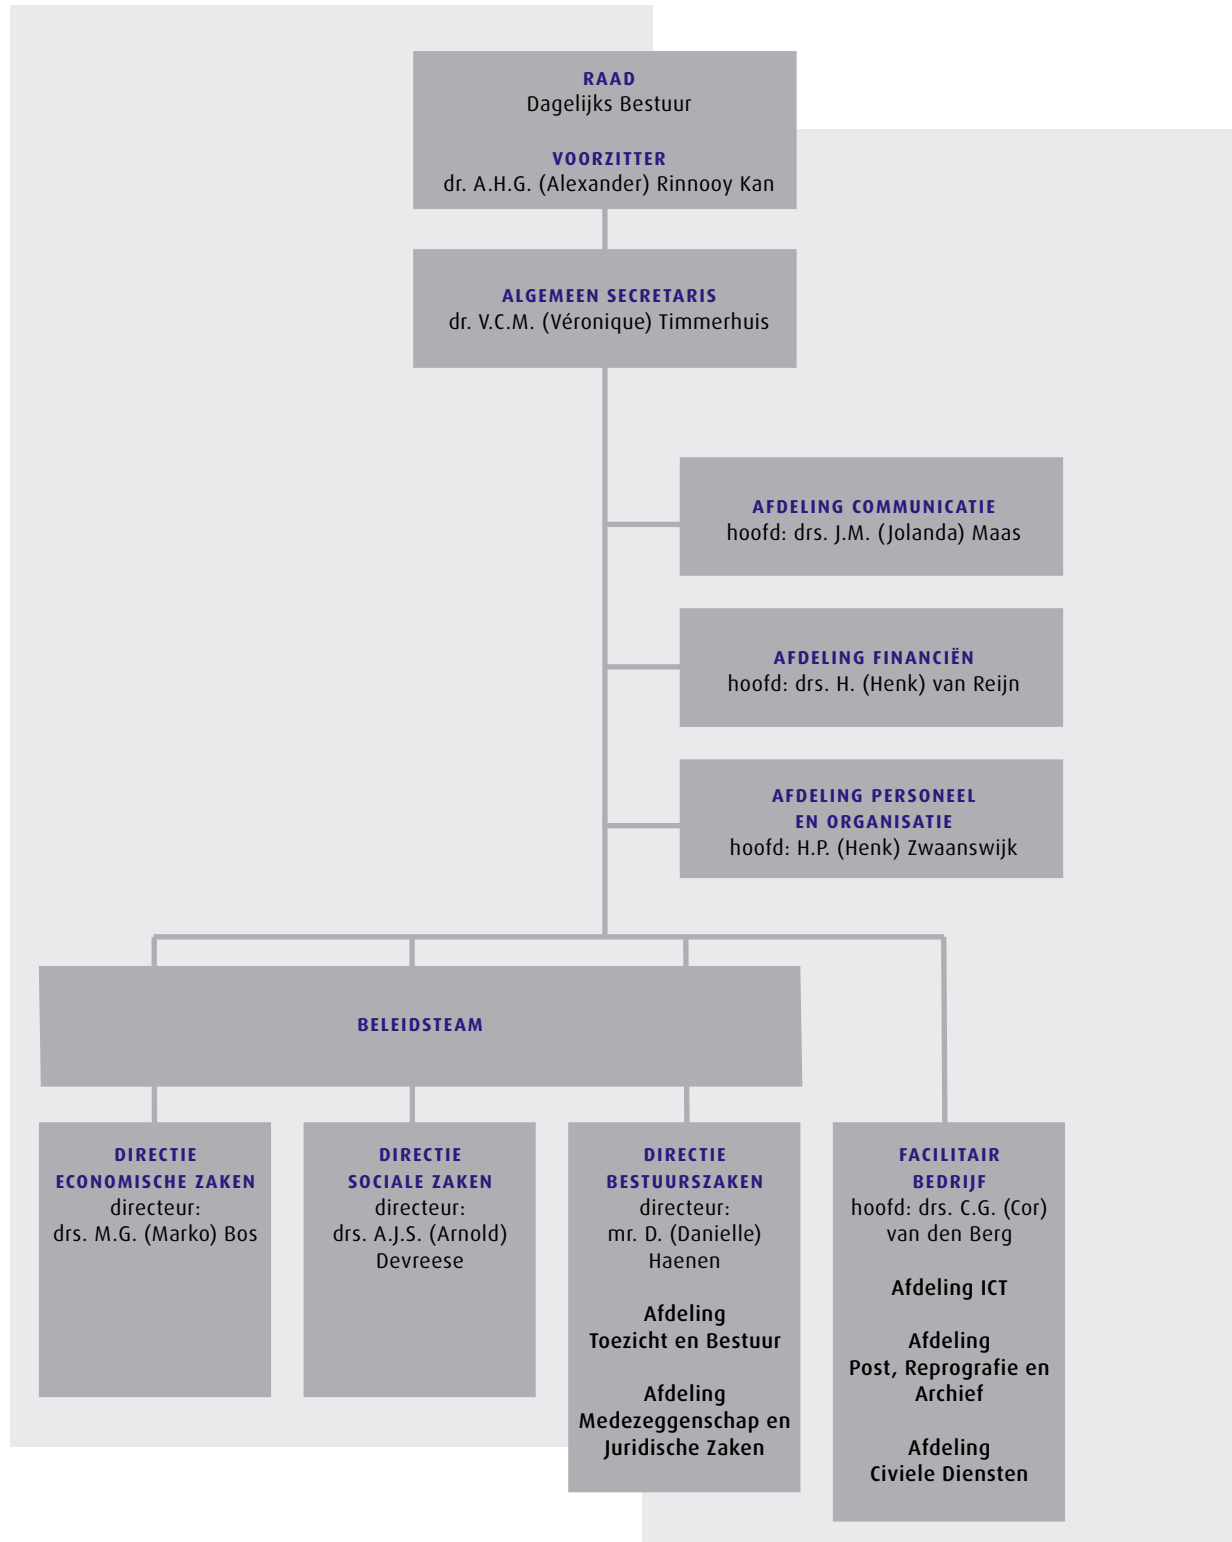 RAAD
Dagelijks Bestuur
VOORZITTER
dr. A.H.G. (Alexander) Rinnooy Kan
ALGEMEEN SECRETARIS
dr. V.C.M. (Véronique) Timmerhuis
AFDELING COMMUNICATIE
hoofd: drs. J.M. (Jolanda) Maas
AFDELING FINANCIËN
hoofd: drs. H. (Henk) van Reijn
AFDELING PERSONEEL
EN ORGANISATIE
hoofd: H.P. (Henk) Zwaanswijk
BELEIDSTEAM
DIRECTIE
ECONOMISCHE ZAKEN
directeur:
drs. M.G. (Marko) Bos
DIRECTIE
SOCIALE ZAKEN
directeur:
drs. A.J.S. (Arnold)
Devreese
DIRECTIE
BESTUURSZAKEN
directeur:
mr. D. (Danielle)
Haenen
Afdeling
Toezicht en Bestuur
Afdeling
Medezeggenschap en
Juridische Zaken
FACILITAIR
BEDRIJF
hoofd: drs. C.G. (Cor)
van den Berg
Afdeling ICT
Afdeling
Post, Reprografie en
Archief
Afdeling
Civiele Diensten